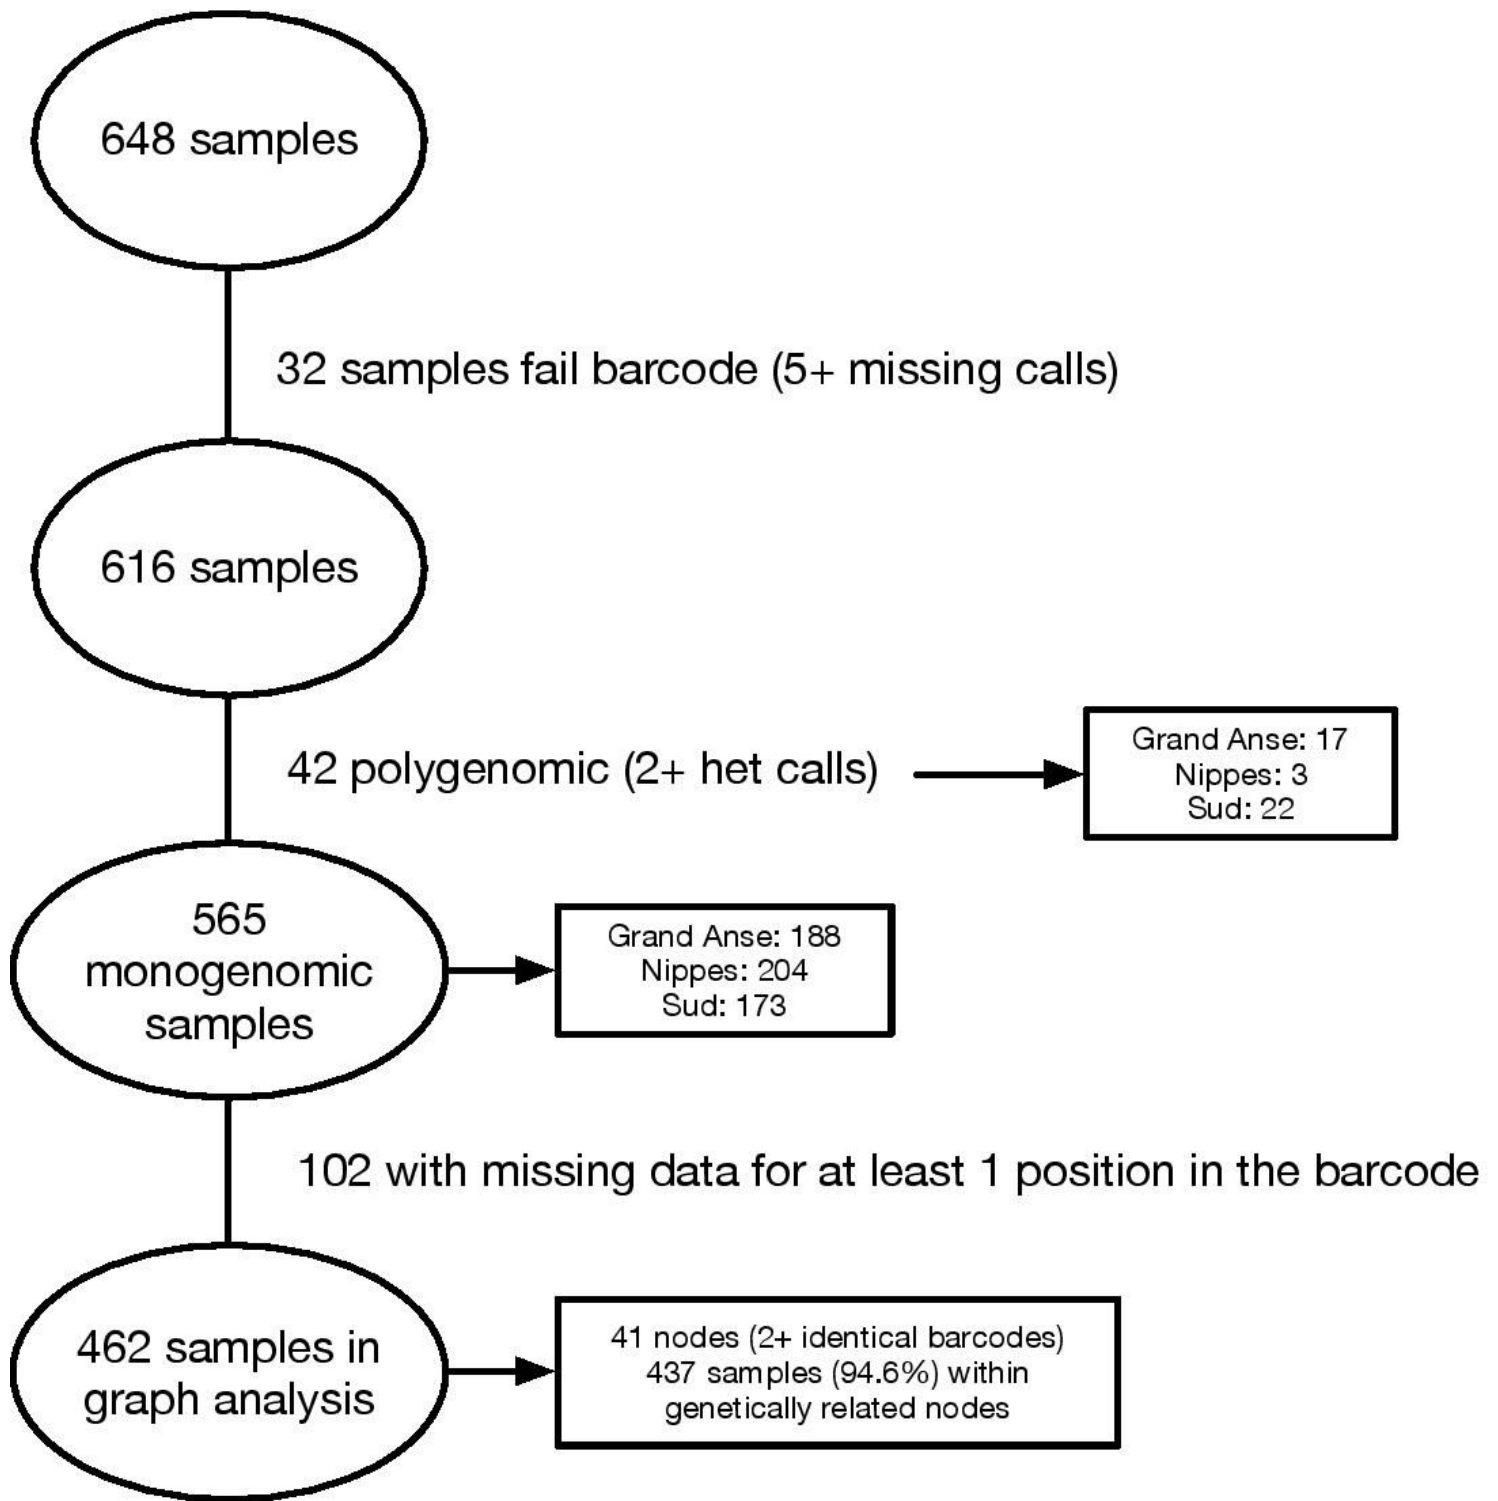 648 samples
32 samples fail barcode (5+ missing calls)
616 samples
42 polygenomic (2+ het calls)
Grand Anse: 17
Nippes: 3
Sud: 22
565
monogenomic
samples
Grand Anse: 188
Nippes: 204
Sud: 173
102 with missing data for at least 1 position in the barcode
462 samples in
graph analysis
41 nodes (2+ identical barcodes)
437 samples (94.6%) within
genetically related nodes